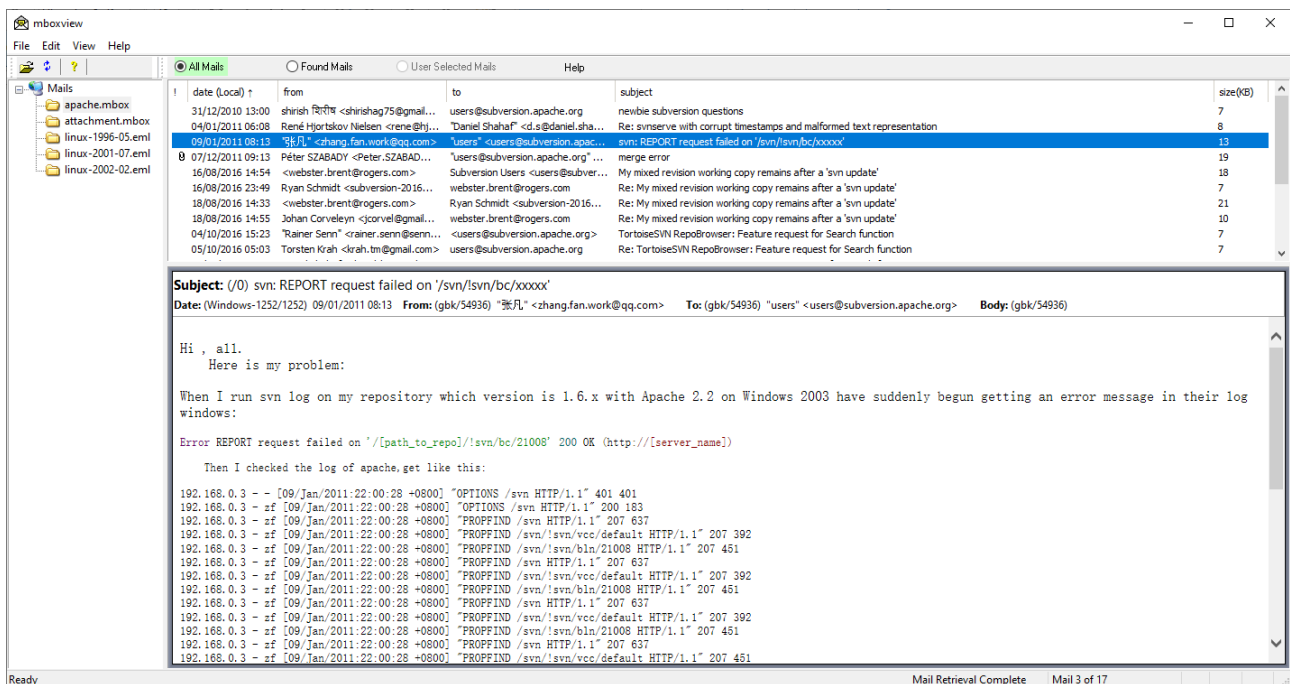 mboxview
File Edit View Help
All Mails Found Mails User Selected Mails Help
Mails
apache.mbox
attachment.mbox
linux-1996-05.eml
linux-2001-07.eml
linux-2002-02.eml
! date (Local) ↑ from to subject size(KB)
31/12/2010 13:00 shirish शिरीष <shirishag75@gmail... users@subversion.apache.org newbie subversion questions 7
04/01/2011 06:08 René Hjortskov Nielsen <rene@hj... "Daniel Shahaf" <d.s@daniel.sha... Re: svnserve with corrupt timestamps and malformed text representation 8
09/01/2011 08:13 "张凡" <zhang.fan.work@qq.com> "users" <users@subversion.apac... svn: REPORT request failed on '/svn/!svn/bc/xxxxx' 13
07/12/2011 09:13 Péter SZABADY <Peter.SZABAD... "users@subversion.apache.org" ... merge error 19
16/08/2016 14:54 <webster.brent@rogers.com> Subversion Users <users@subver... My mixed revision working copy remains after a 'svn update' 18
16/08/2016 23:49 Ryan Schmidt <subversion-2016... webster.brent@rogers.com Re: My mixed revision working copy remains after a 'svn update' 7
18/08/2016 14:33 <webster.brent@rogers.com> Ryan Schmidt <subversion-2016... Re: My mixed revision working copy remains after a 'svn update' 21
18/08/2016 14:55 Johan Corveleyn <jcorvel@gmail... webster.brent@rogers.com Re: My mixed revision working copy remains after a 'svn update' 10
04/10/2016 15:23 "Rainer Senn" <rainer.senn@senn... <users@subversion.apache.org> TortoiseSVN RepoBrowser: Feature request for Search function 7
05/10/2016 05:03 Torsten Krah <krah.tm@gmail.com> users@subversion.apache.org Re: TortoiseSVN RepoBrowser: Feature request for Search function 7
Subject: (/0) svn: REPORT request failed on '/svn/!svn/bc/xxxxx'
Date: (Windows-1252/1252) 09/01/2011 08:13 From: (gbk/54936) "张凡" <zhang.fan.work@qq.com> To: (gbk/54936) "users" <users@subversion.apache.org> Body: (gbk/54936)
Hi , all.
Here is my problem:
When I run svn log on my repository which version is 1.6.x with Apache 2.2 on Windows 2003 have suddenly begun getting an error message in their log
windows:
Error REPORT request failed on '/[path_to_repo]/!svn/bc/21008' 200 OK (http://[server_name])
Then I checked the log of apache,get like this:
192.168.0.3 - - [09/Jan/2011:22:00:28 +0800] "OPTIONS /svn HTTP/1.1" 401 401
192.168.0.3 - zf [09/Jan/2011:22:00:28 +0800] "OPTIONS /svn HTTP/1.1" 200 183
192.168.0.3 - zf [09/Jan/2011:22:00:28 +0800] "PROPFIND /svn HTTP/1.1" 207 637
192.168.0.3 - zf [09/Jan/2011:22:00:28 +0800] "PROPFIND /svn/!svn/vcc/default HTTP/1.1" 207 392
192.168.0.3 - zf [09/Jan/2011:22:00:28 +0800] "PROPFIND /svn/!svn/bln/21008 HTTP/1.1" 207 451
192.168.0.3 - zf [09/Jan/2011:22:00:28 +0800] "PROPFIND /svn HTTP/1.1" 207 637
192.168.0.3 - zf [09/Jan/2011:22:00:28 +0800] "PROPFIND /svn/!svn/vcc/default HTTP/1.1" 207 392
192.168.0.3 - zf [09/Jan/2011:22:00:28 +0800] "PROPFIND /svn/!svn/bln/21008 HTTP/1.1" 207 451
192.168.0.3 - zf [09/Jan/2011:22:00:28 +0800] "PROPFIND /svn HTTP/1.1" 207 637
192.168.0.3 - zf [09/Jan/2011:22:00:28 +0800] "PROPFIND /svn/!svn/vcc/default HTTP/1.1" 207 392
192.168.0.3 - zf [09/Jan/2011:22:00:28 +0800] "PROPFIND /svn/!svn/bln/21008 HTTP/1.1" 207 451
192.168.0.3 - zf [09/Jan/2011:22:00:28 +0800] "PROPFIND /svn HTTP/1.1" 207 637
192.168.0.3 - zf [09/Jan/2011:22:00:28 +0800] "PROPFIND /svn/!svn/vcc/default HTTP/1.1" 207 451
Ready Mail Retrieval Complete Mail 3 of 17